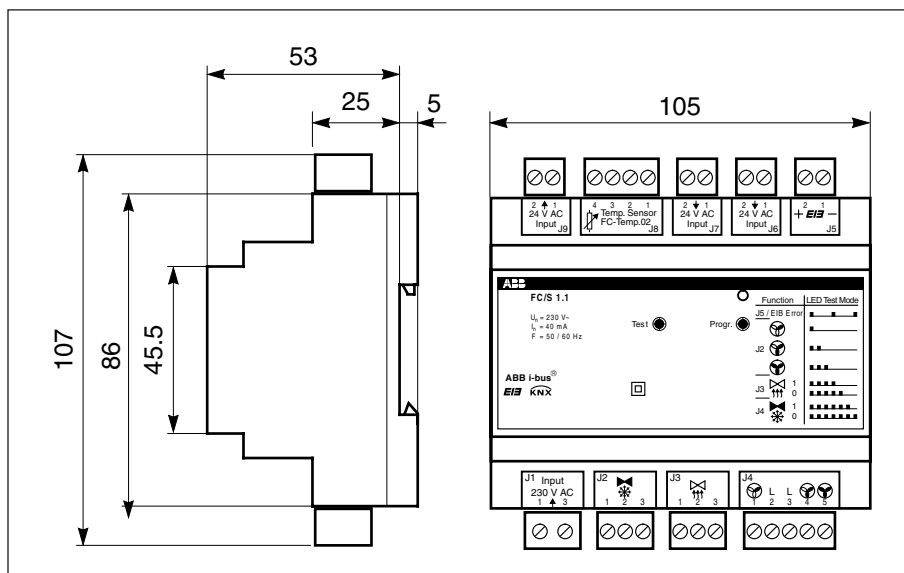 53
25
5
105
107
86
45.5
2 1
24 V AC
Input
J9
4 3 2 1
Temp. Sensor
FC-Temp.02
J8
2 1
24 V AC
Input
J7
2 1
24 V AC
Input
J6
2 1
+ EIB −
J5
ABB
FC/S 1.1
Un = 230 V~
In = 40 mA
F = 50 / 60 Hz
Test
Progr.
Function
LED Test Mode
J5 / EIB Error
J2
J3
1
0
J4
1
0
ABB i-bus®
EIB KNX
J1
Input
230 V AC
1 3
J2
1 2 3
J3
1 2 3
J4
L L
1 2 3 4 5